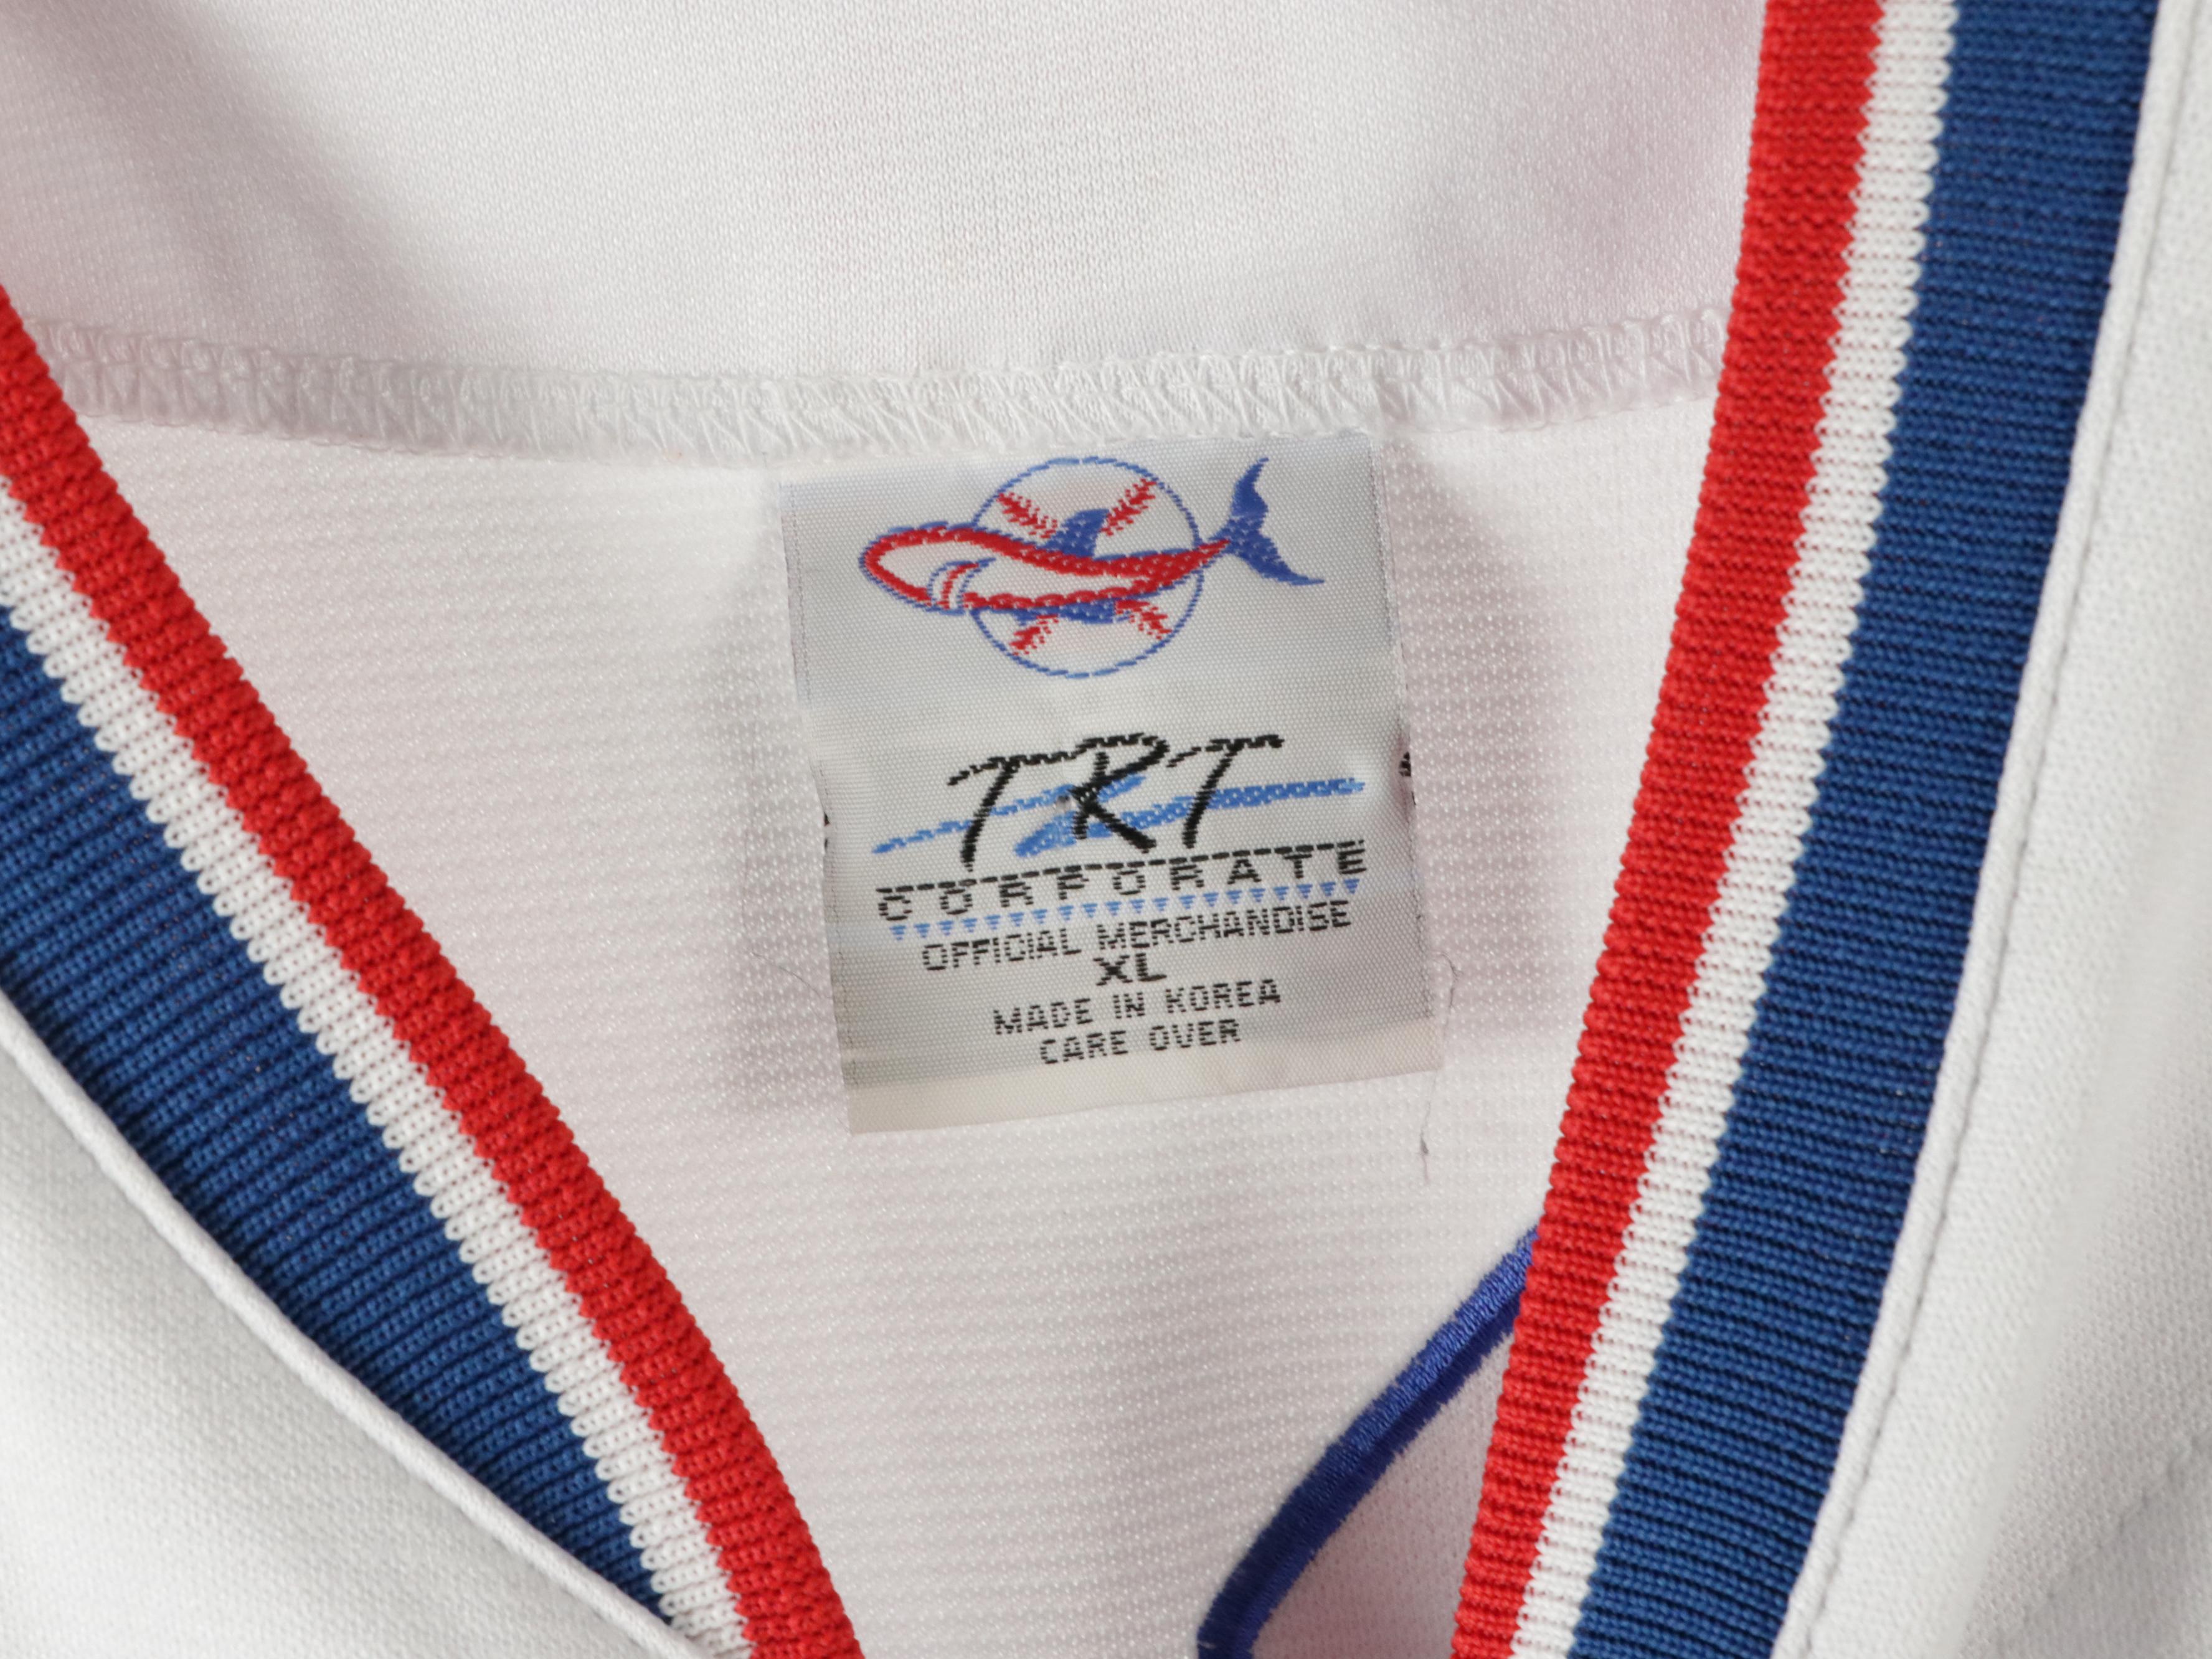 TRT
CORPORATE
OFFICIAL MERCHANDISE
XL
MADE IN KOREA
CARE OVER